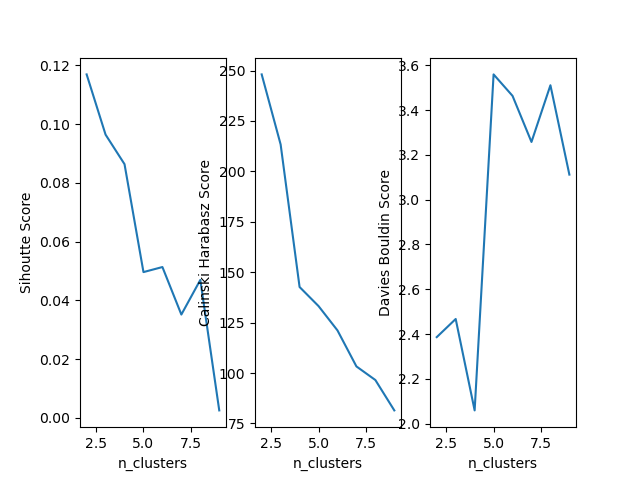 0.12
0.10
0.08
0.06
0.04
0.02
0.00
Sihoutte Score
2.5 5.0 7.5
n_clusters
250
225
200
175
150
125
100
75
Calinski Harabasz Score
2.5 5.0 7.5
n_clusters
3.6
3.4
3.2
3.0
2.8
2.6
2.4
2.2
2.0
Davies Bouldin Score
2.5 5.0 7.5
n_clusters